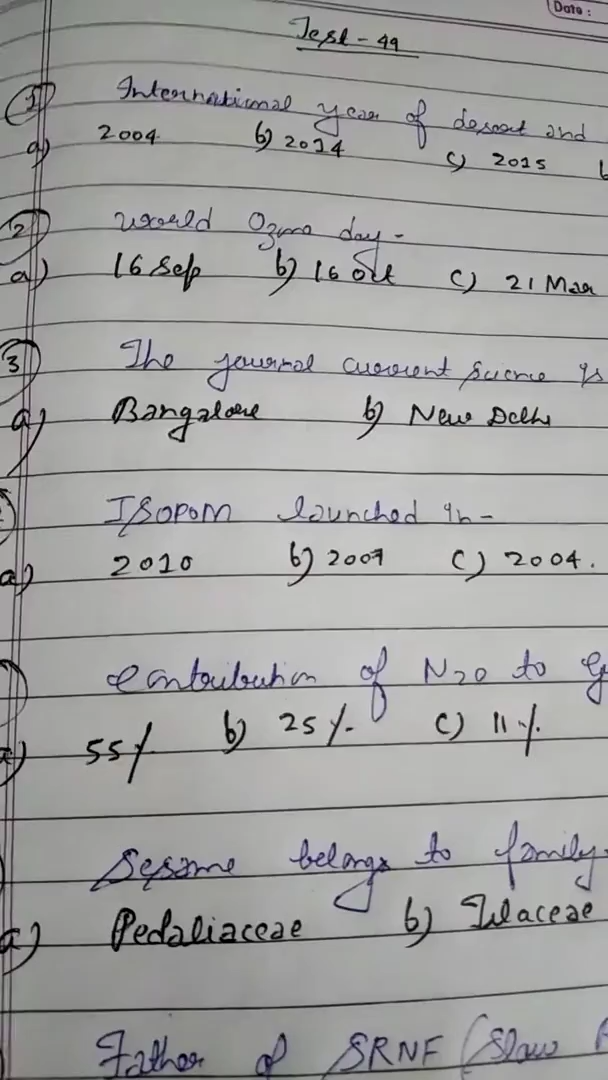 Date :
Test - 49
1) International year of desert and
a) 2004 b) 2014 c) 2015
2) World Ozone day -
a) 16 Sep b) 16 Oct c) 21 Mar
3) The journal current science is
a) Bangalore b) New Delhi
ISOPOM launched in -
a) 2010 b) 2007 c) 2004.
Contribution of N20 to
55% b) 25% c) 11%
Sesame belongs to family
a) Pedaliaceae b) Tilaceae
Father of SRNF (Slow